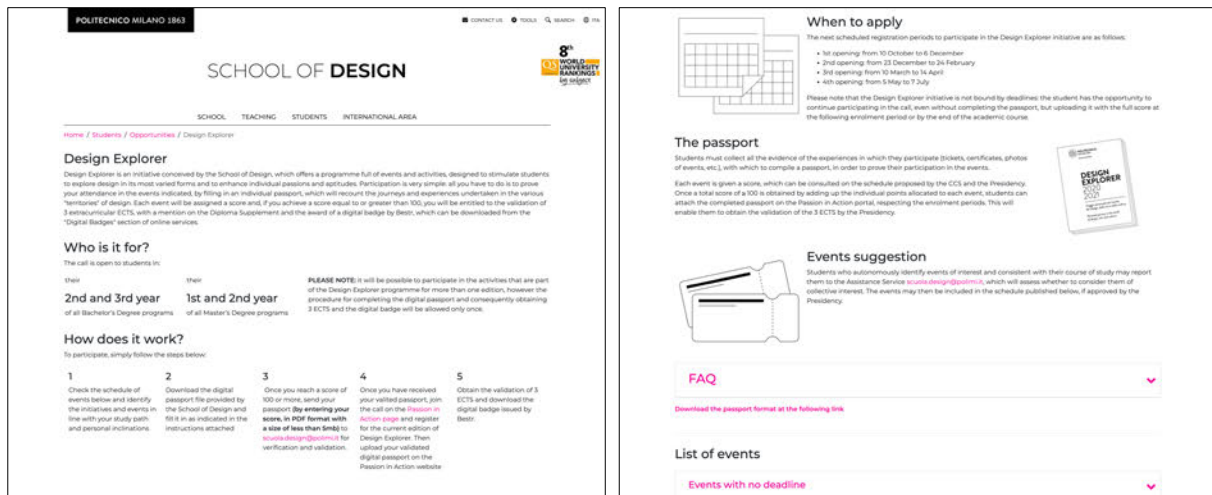 POLITECNICO MILANO 1863
CONTACT US TOOLS SEARCH ITA
SCHOOL OF DESIGN
8th
QS WORLD
UNIVERSITY
RANKINGS
by subject
SCHOOL TEACHING STUDENTS INTERNATIONAL AREA
Home / Students / Opportunities / Design Explorer
Design Explorer
Design Explorer is an initiative conceived by the School of Design, which offers a programme full of events and activities, designed to stimulate students
to explore design in its most varied forms and to enhance individual passions and aptitudes. Participation is very simple: all you have to do is to prove
your attendance in the events indicated, by filling in an individual passport, which will recount the journeys and experiences undertaken in the various
"territories" of design. Each event will be assigned a score and, if you achieve a score equal to or greater than 100, you will be entitled to the validation of
3 extracurricular ECTS, with a mention on the Diploma Supplement and the award of a digital badge by Bestr, which can be downloaded from the
"Digital Badges" section of online services.
Who is it for?
The call is open to students in:
their
2nd and 3rd year
of all Bachelor's Degree programs
their
1st and 2nd year
of all Master's Degree programs
PLEASE NOTE: it will be possible to participate in the activities that are part
of the Design Explorer programme for more than one edition, however the
procedure for completing the digital passport and consequently obtaining
3 ECTS and the digital badge will be allowed only once.
How does it work?
To participate, simply follow the steps below:
1
Check the schedule of
events below and identify
the initiatives and events in
line with your study path
and personal inclinations
2
Download the digital
passport file provided by
the School of Design and
fill it in as indicated in the
instructions attached
3
Once you reach a score of
100 or more, send your
passport (by entering your
score, in PDF format with
a size of less than 5mb) to
scuola.design@polimi.it for
verification and validation.
4
Once you have received
your valited passport, join
the call on the Passion in
Action page and register
for the current edition of
Design Explorer. Then
upload your validated
digital passport on the
Passion in Action website
5
Obtain the validation of 3
ECTS and download the
digital badge issued by
Bestr.
When to apply
The next scheduled registration periods to participate in the Design Explorer initiative are as follows:
• 1st opening: from 10 October to 6 December
• 2nd opening: from 23 December to 24 February
• 3rd opening: from 10 March to 14 April
• 4th opening: from 5 May to 7 July
Please note that the Design Explorer initiative is not bound by deadlines: the student has the opportunity to
continue participating in the call, even without completing the passport, but uploading it with the full score at
the following enrolment period or by the end of the academic course.
The passport
Students must collect all the evidence of the experiences in which they participate (tickets, certificates, photos
of events, etc.), with which to compile a passport, in order to prove their participation in the events.
Each event is given a score, which can be consulted on the schedule proposed by the CCS and the Presidency.
Once a total score of a 100 is obtained by adding up the individual points allocated to each event, students can
attach the completed passport on the Passion in Action portal, respecting the enrolment periods. This will
enable them to obtain the validation of the 3 ECTS by the Presidency.
DESIGN
EXPLORER
2020
2021
Events suggestion
Students who autonomously identify events of interest and consistent with their course of study may report
them to the Assistance Service scuola.design@polimi.it, which will assess whether to consider them of
collective interest. The events may then be included in the schedule published below, if approved by the
Presidency.
FAQ
Download the passport format at the following link
List of events
Events with no deadline